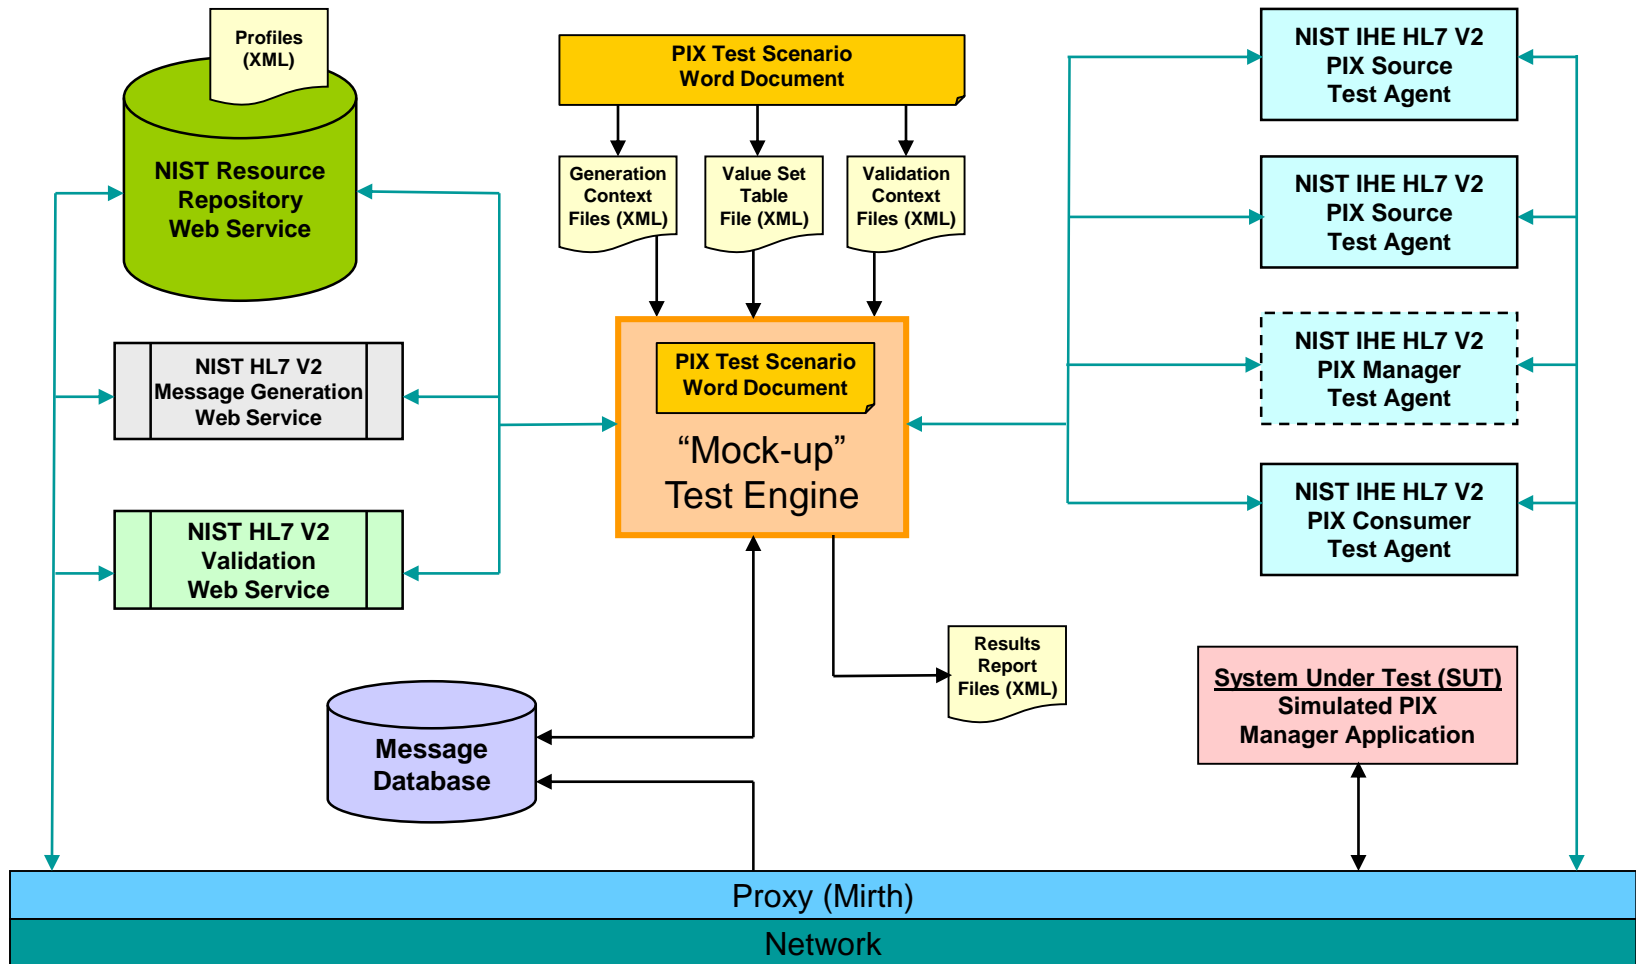 Profiles
(XML)
NIST Resource
Repository
Web Service
PIX Test Scenario
Word Document
Generation
Context
Files (XML)
Value Set
Table
File (XML)
Validation
Context
Files (XML)
NIST IHE HL7 V2
PIX Source
Test Agent
NIST IHE HL7 V2
PIX Source
Test Agent
NIST HL7 V2
Message Generation
Web Service
PIX Test Scenario
Word Document
“Mock-up”
Test Engine
NIST IHE HL7 V2
PIX Manager
Test Agent
NIST IHE HL7 V2
PIX Consumer
Test Agent
NIST HL7 V2
Validation
Web Service
Results
Report
Files (XML)
System Under Test (SUT)
Simulated PIX
Manager Application
Message
Database
Proxy (Mirth)
Network